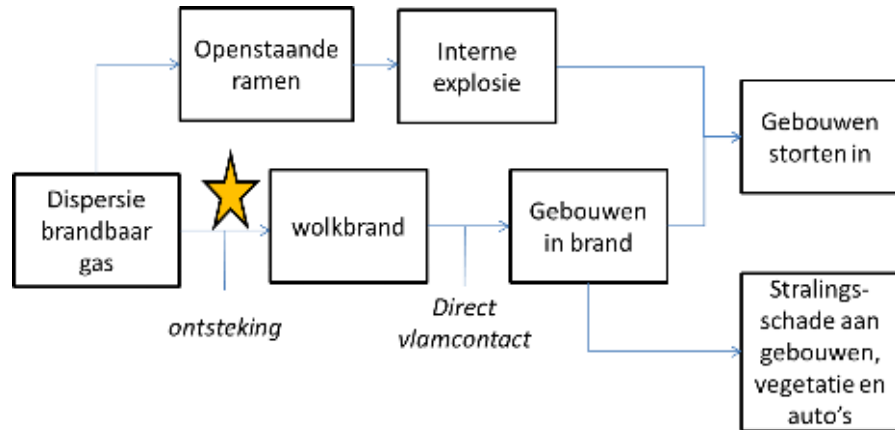 Openstaande
ramen
Interne
explosie
Gebouwen
storten in
Dispersie
brandbaar
gas
wolkbrand
Gebouwen
in brand
ontsteking
Direct
vlamcontact
Stralings-
schade aan
gebouwen,
vegetatie en
auto's